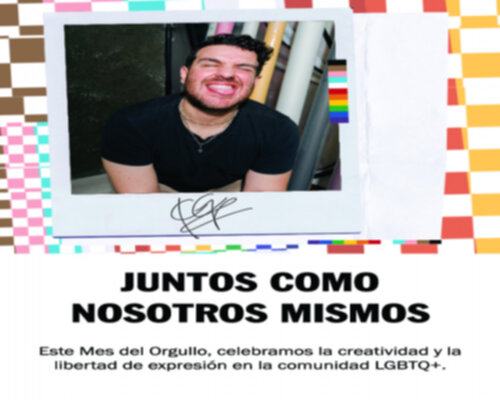 JUNTOS COMO
NOSOTROS MISMOS
Este Mes del Orgullo, celebramos la creatividad y la
libertad de expresión en la comunidad LGBTQ+.